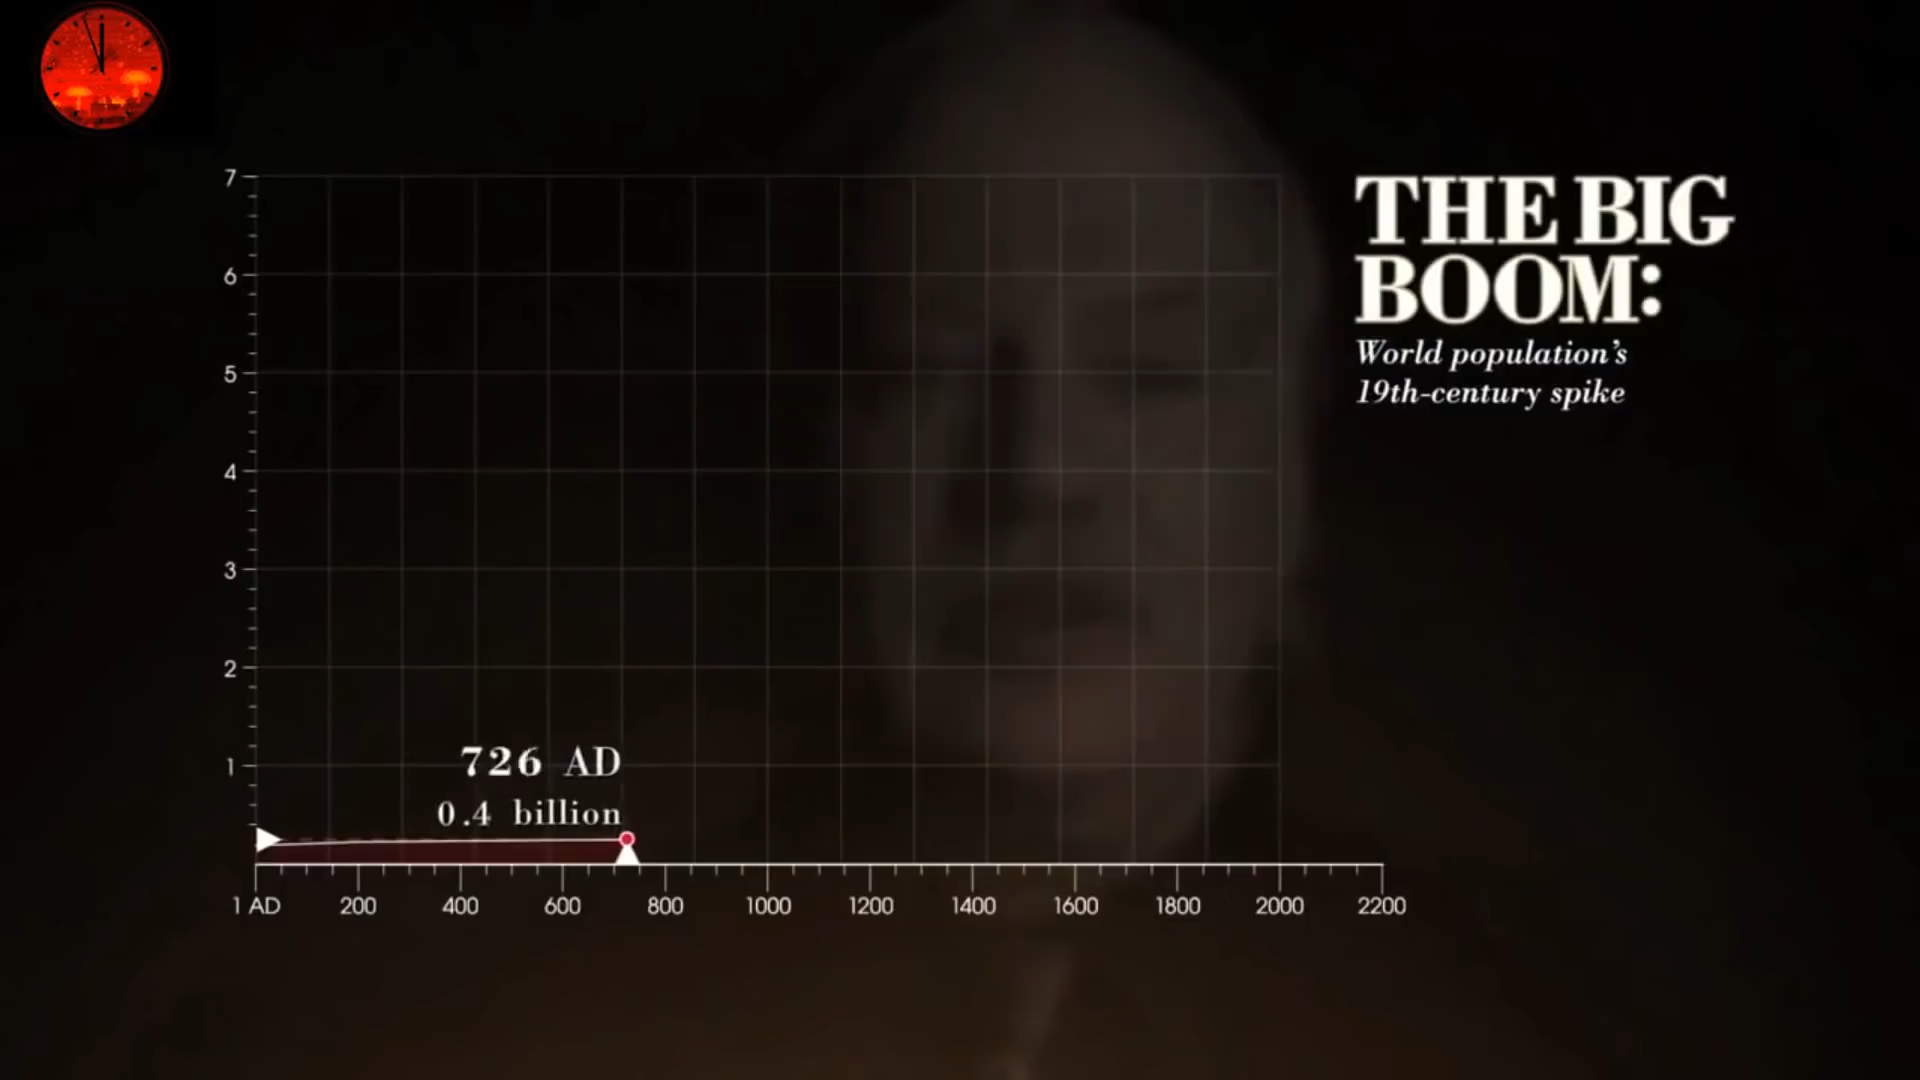 THE BIG
BOOM:
World population's
19th-century spike
7
6
5
4
3
2
1
726 AD
0.4 billion
1 AD 200 400 600 800 1000 1200 1400 1600 1800 2000 2200